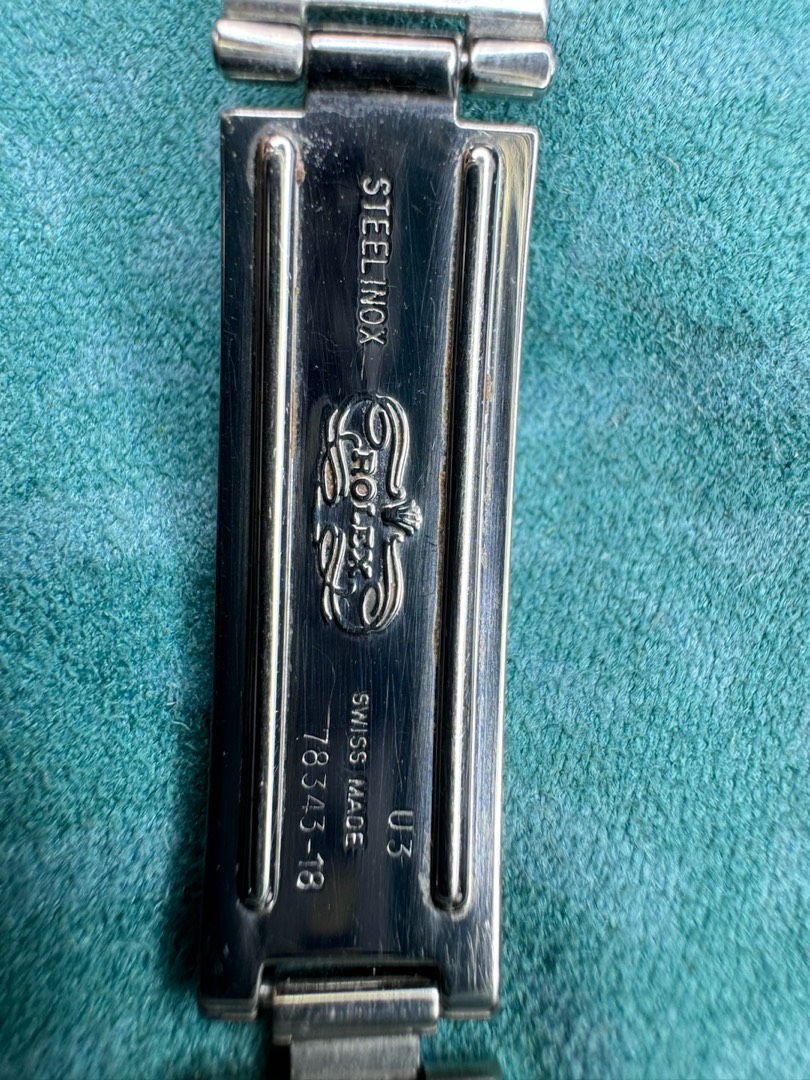 STEELINOX
ROLEX
U3
SWISS MADE
78343-18